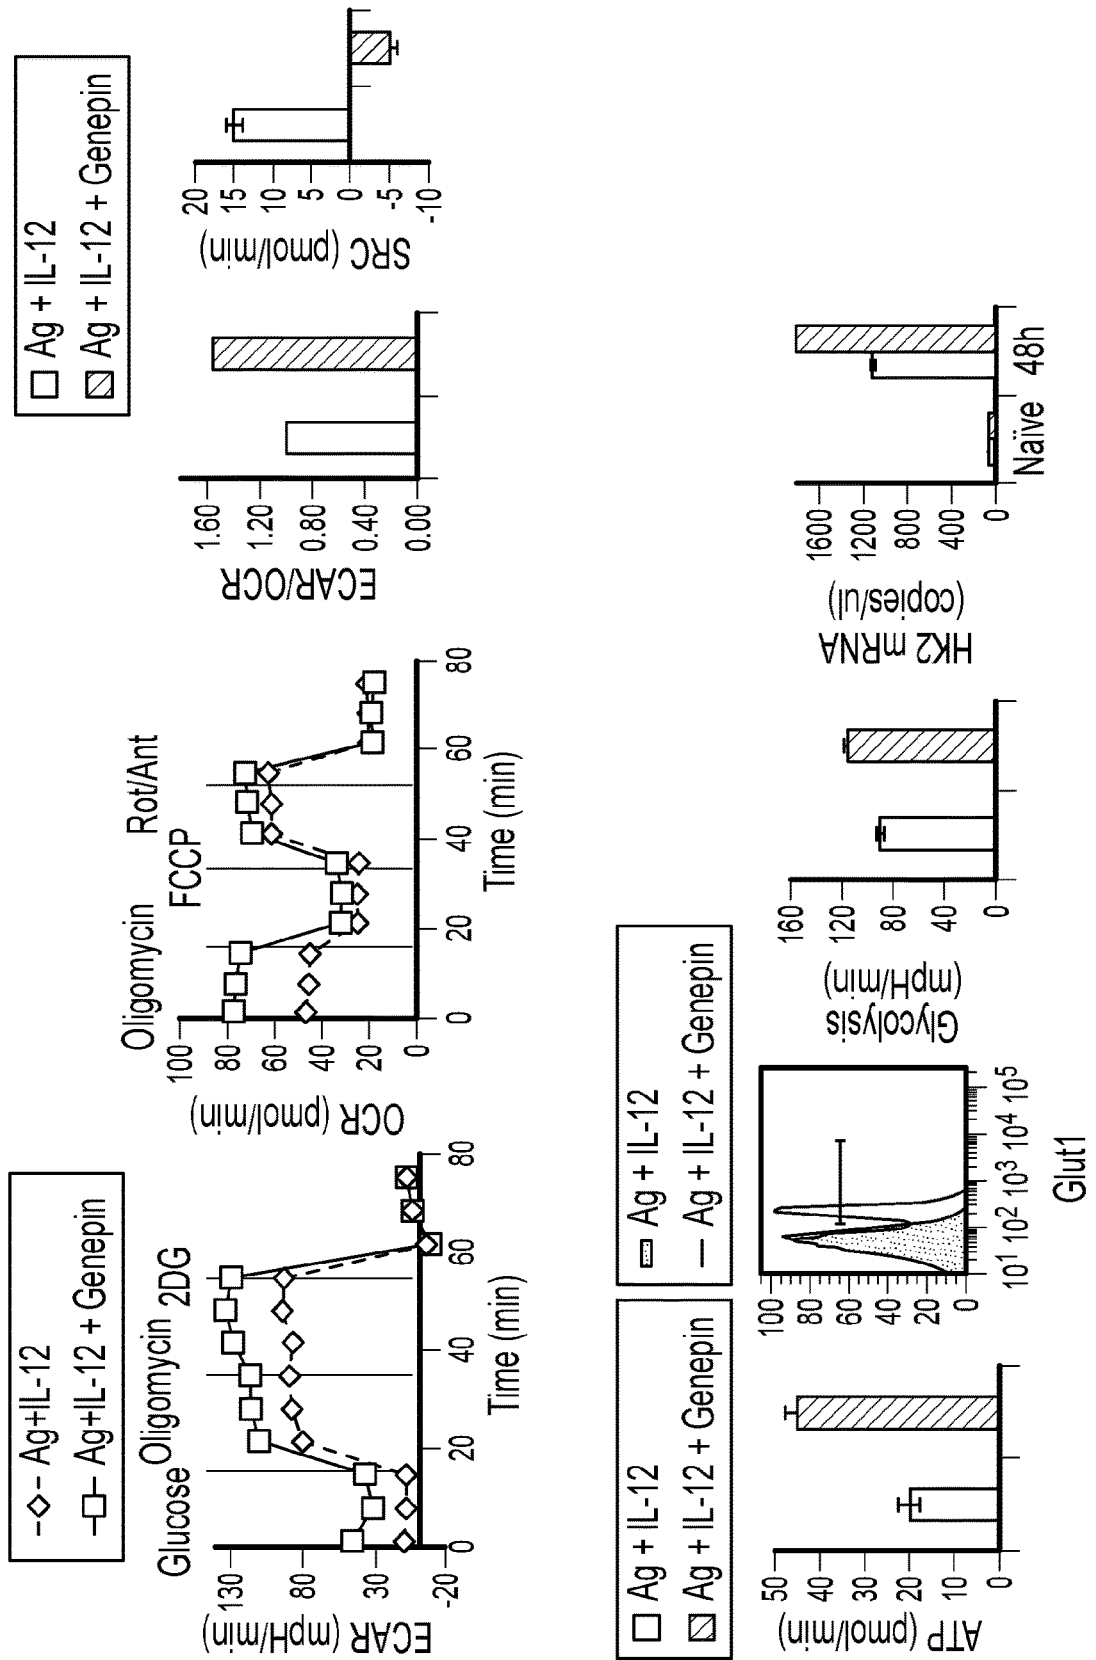 -◇- Ag+IL-12
-□- Ag+IL-12 + Genepin
Glucose
Oligomycin
2DG
ECAR (mpH/min)
130
80
30
-20
0
20
40
60
80
Time (min)
Oligomycin
FCCP
Rot/Ant
OCR (pmol/min)
100
80
60
40
20
0
0
20
40
60
80
Time (min)
ECAR/OCR
1.60
1.20
0.80
0.40
0.00
Ag + IL-12
Ag + IL-12 + Genepin
SRC (pmol/min)
20
15
10
5
0
-5
-10
Ag + IL-12
Ag + IL-12 + Genepin
ATP (pmol/min)
50
40
30
20
10
0
Ag + IL-12
Ag + IL-12 + Genepin
100
80
60
40
20
0
10¹ 10² 10³ 10⁴ 10⁵
Glut1
Glycolysis
(mpH/min)
160
120
80
40
0
HK2 mRNA
(copies/ul)
1600
1200
800
400
0
Naïve 48h